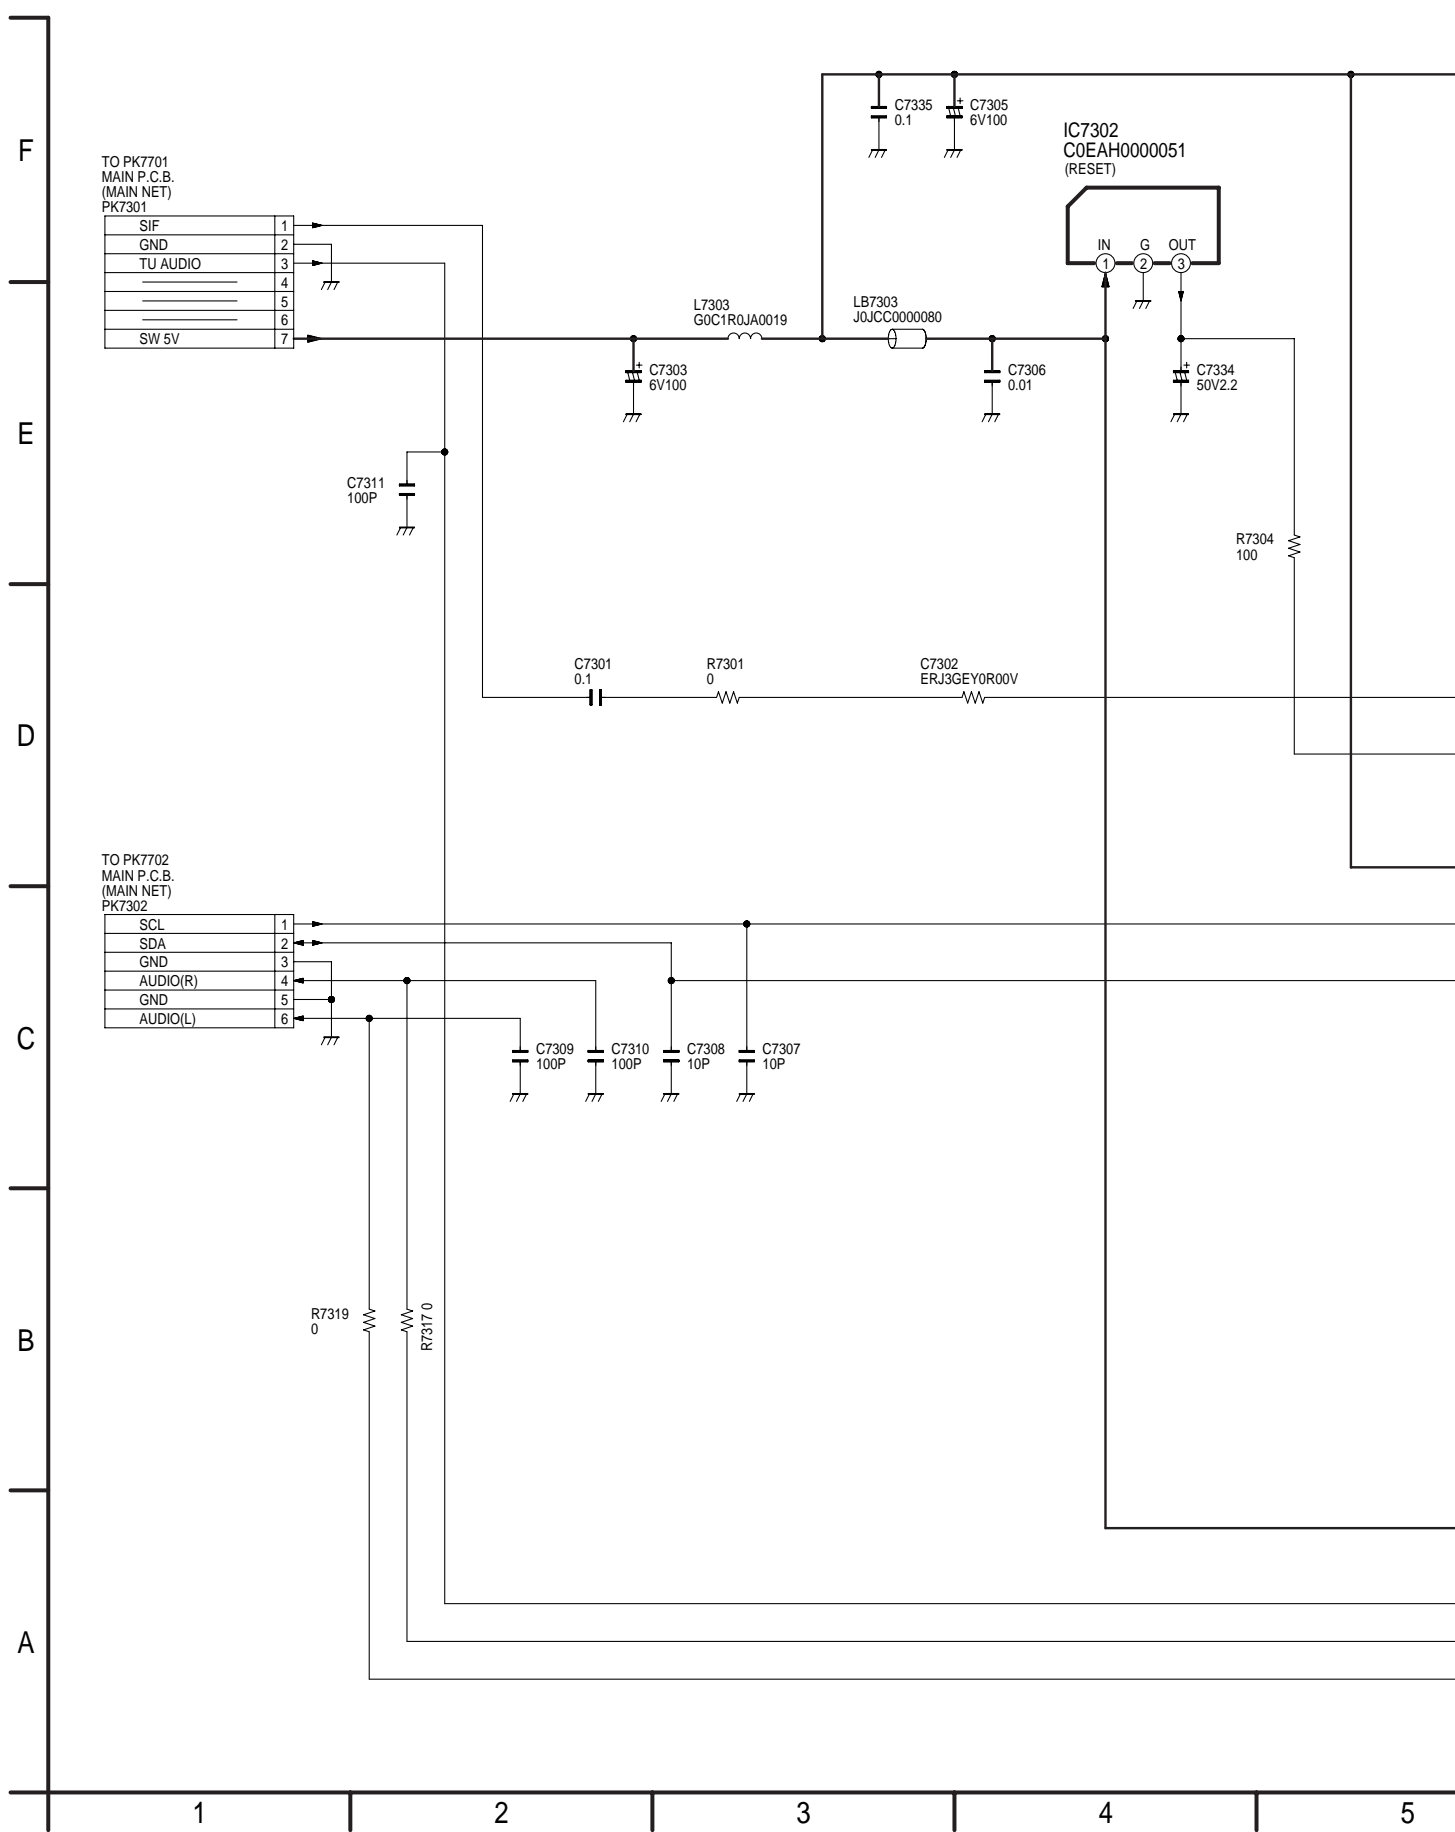 F
C7335
0.1
C7305
6V100
+
IC7302
C0EAH0000051
(RESET)
IN
G
OUT
1
2
3
TO PK7701
MAIN P.C.B.
(MAIN NET)
PK7301
SIF 1
GND 2
TU AUDIO 3
4
5
6
SW 5V 7
L7303
G0C1R0JA0019
LB7303
J0JCC0000080
C7303
6V100
+
C7306
0.01
C7334
50V2.2
+
E
C7311
100P
R7304
100
C7301
0.1
R7301
0
C7302
ERJ3GEY0R00V
D
TO PK7702
MAIN P.C.B.
(MAIN NET)
PK7302
SCL 1
SDA 2
GND 3
AUDIO(R) 4
GND 5
AUDIO(L) 6
C
C7309
100P
C7310
100P
C7308
10P
C7307
10P
R7319
0
R7317 0
B
A
1
2
3
4
5